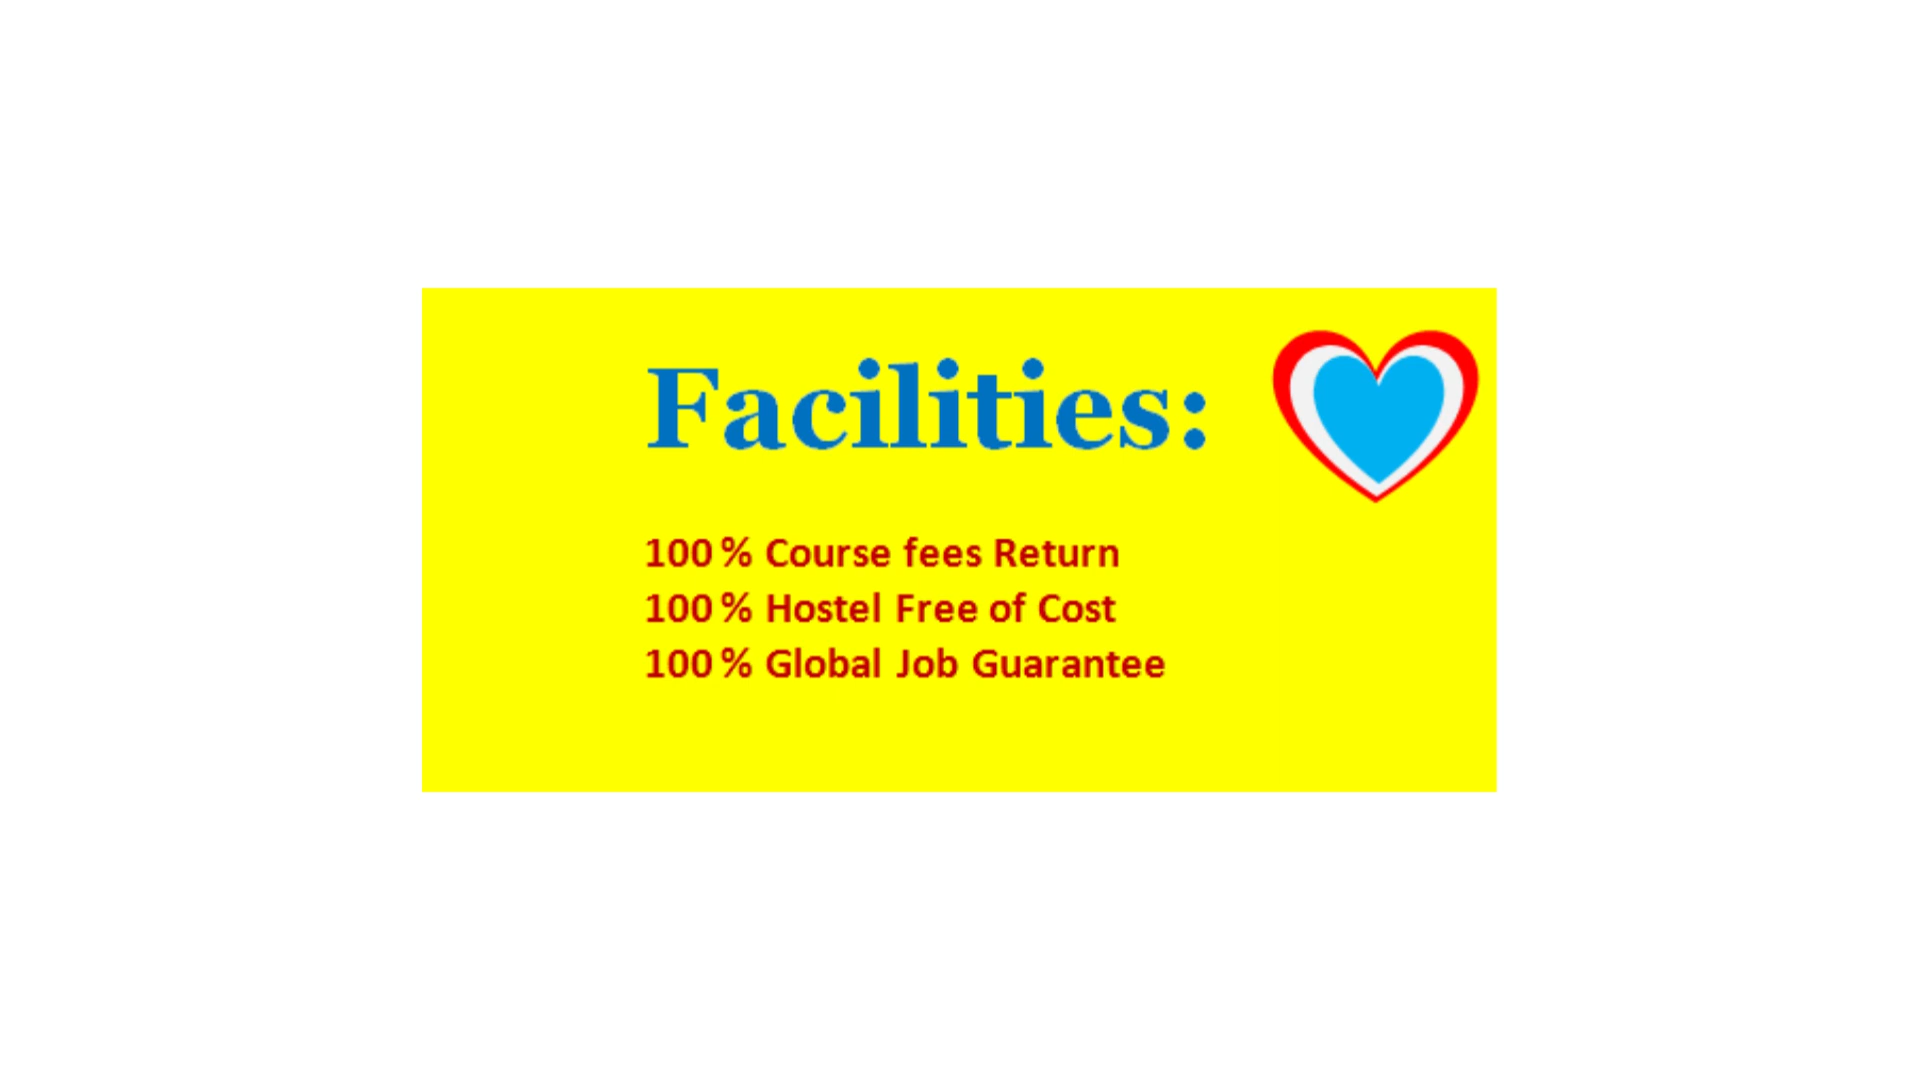 Facilities:
100 % Course fees Return
100 % Hostel Free of Cost
100 % Global Job Guarantee